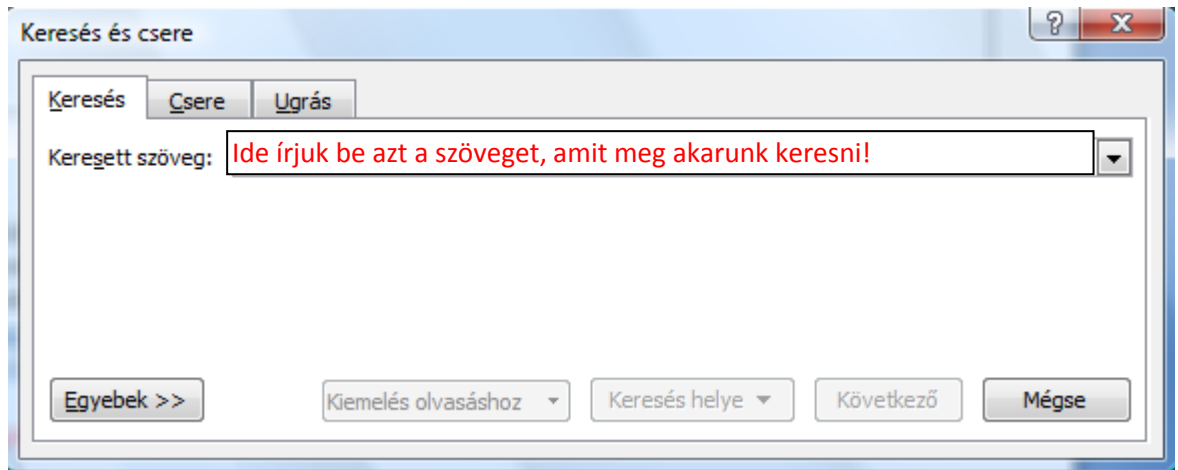 Keresés és csere
Keresés Csere Ugrás
Keresett szöveg: Ide írjuk be azt a szöveget, amit meg akarunk keresni!
Egyebek >> Kiemelés olvasáshoz Keresés helye Következő Mégse